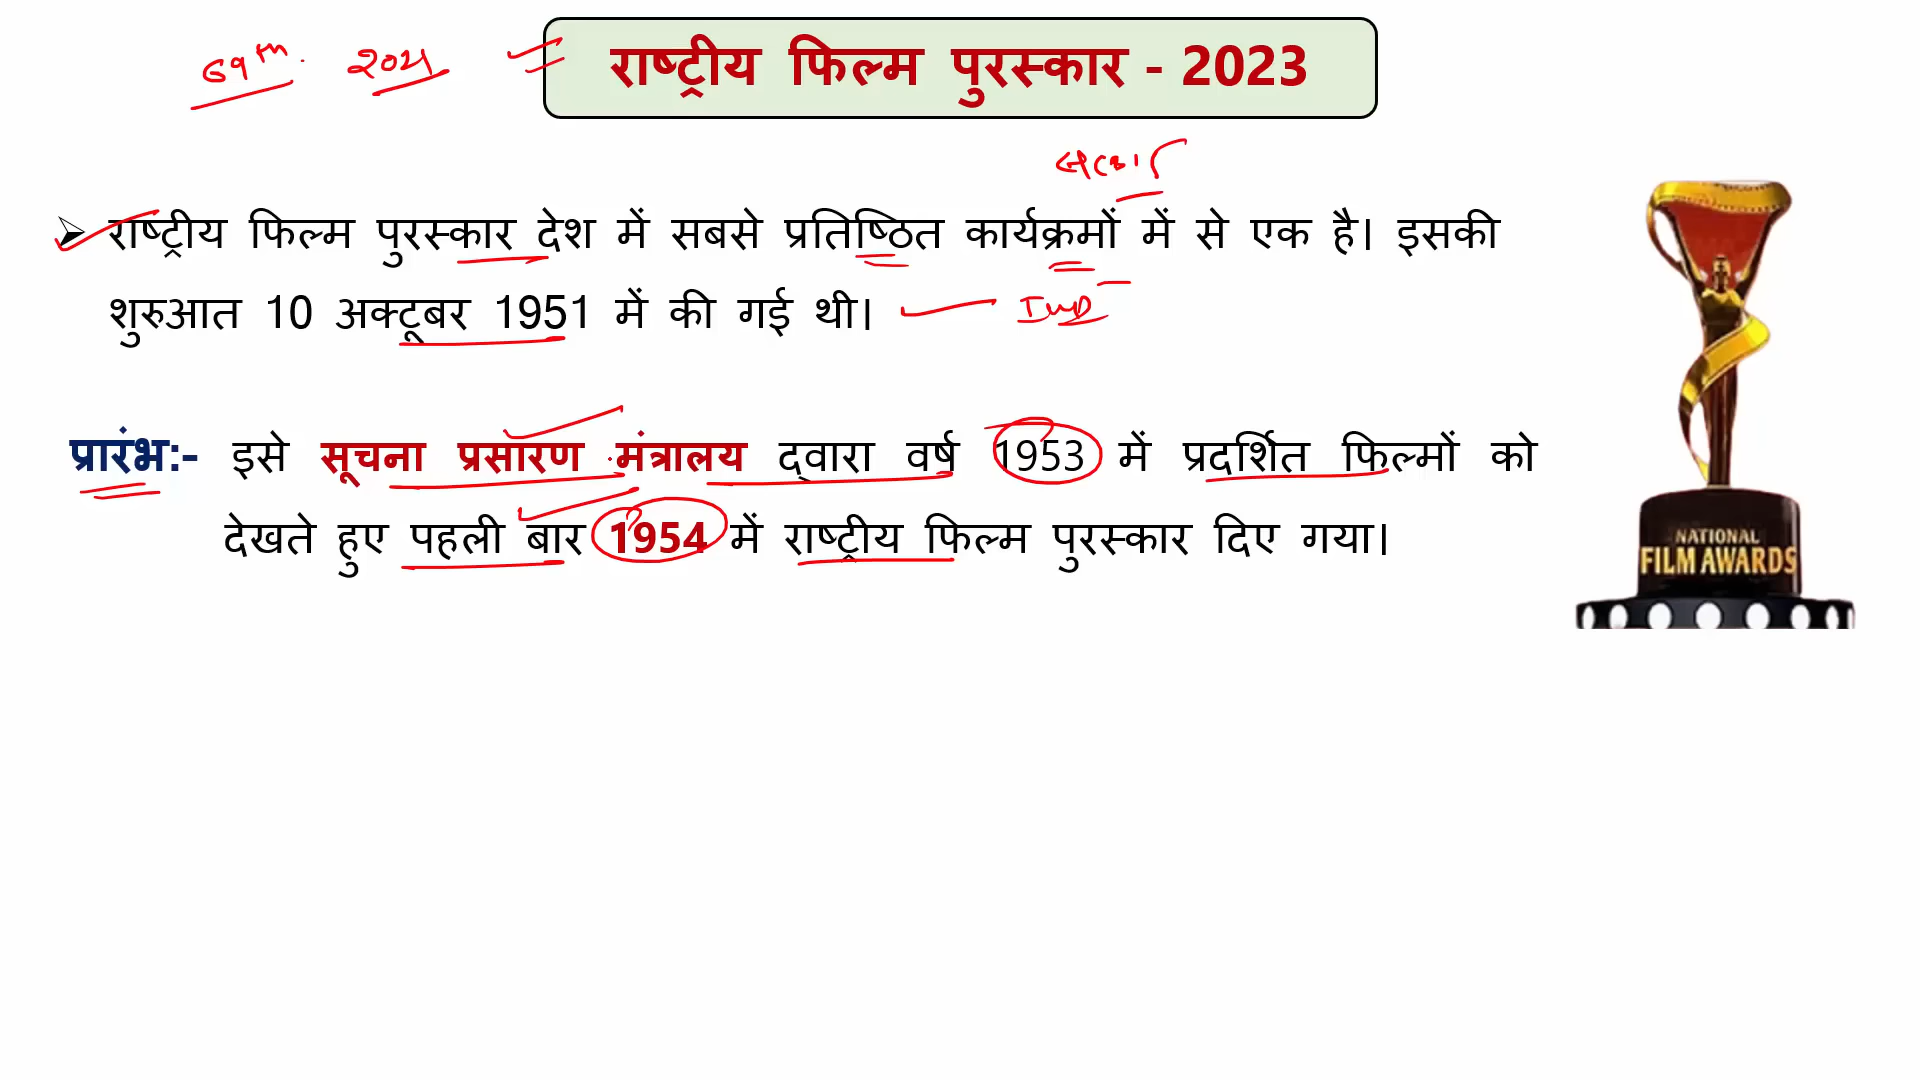 69th. 2021
राष्ट्रीय फिल्म पुरस्कार - 2023
राष्ट्रीय फिल्म पुरस्कार देश में सबसे प्रतिष्ठित कार्यक्रमों में से एक है। इसकी
शुरुआत 10 अक्टूबर 1951 में की गई थी। Imp
प्रारंभ:- इसे सूचना प्रसारण मंत्रालय द्वारा वर्ष 1953 में प्रदर्शित फिल्मों को
देखते हुए पहली बार 1954 में राष्ट्रीय फिल्म पुरस्कार दिए गया।
NATIONAL
FILM AWARDS